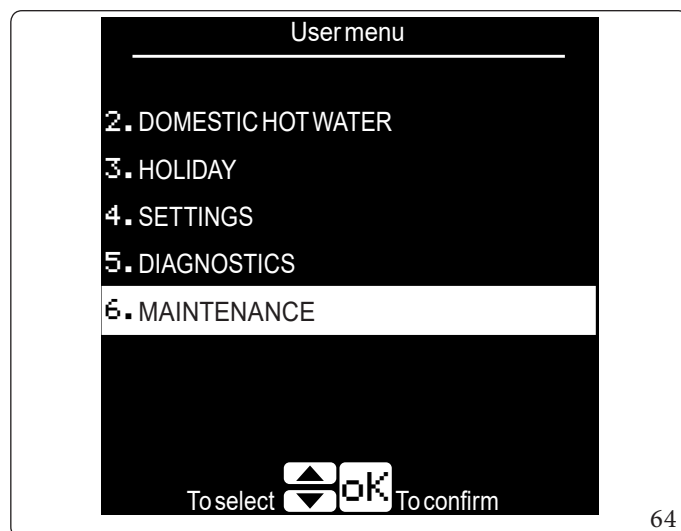 User menu
2. DOMESTIC HOT WATER
3. HOLIDAY
4. SETTINGS
5. DIAGNOSTICS
6. MAINTENANCE
To select oK To confirm
64